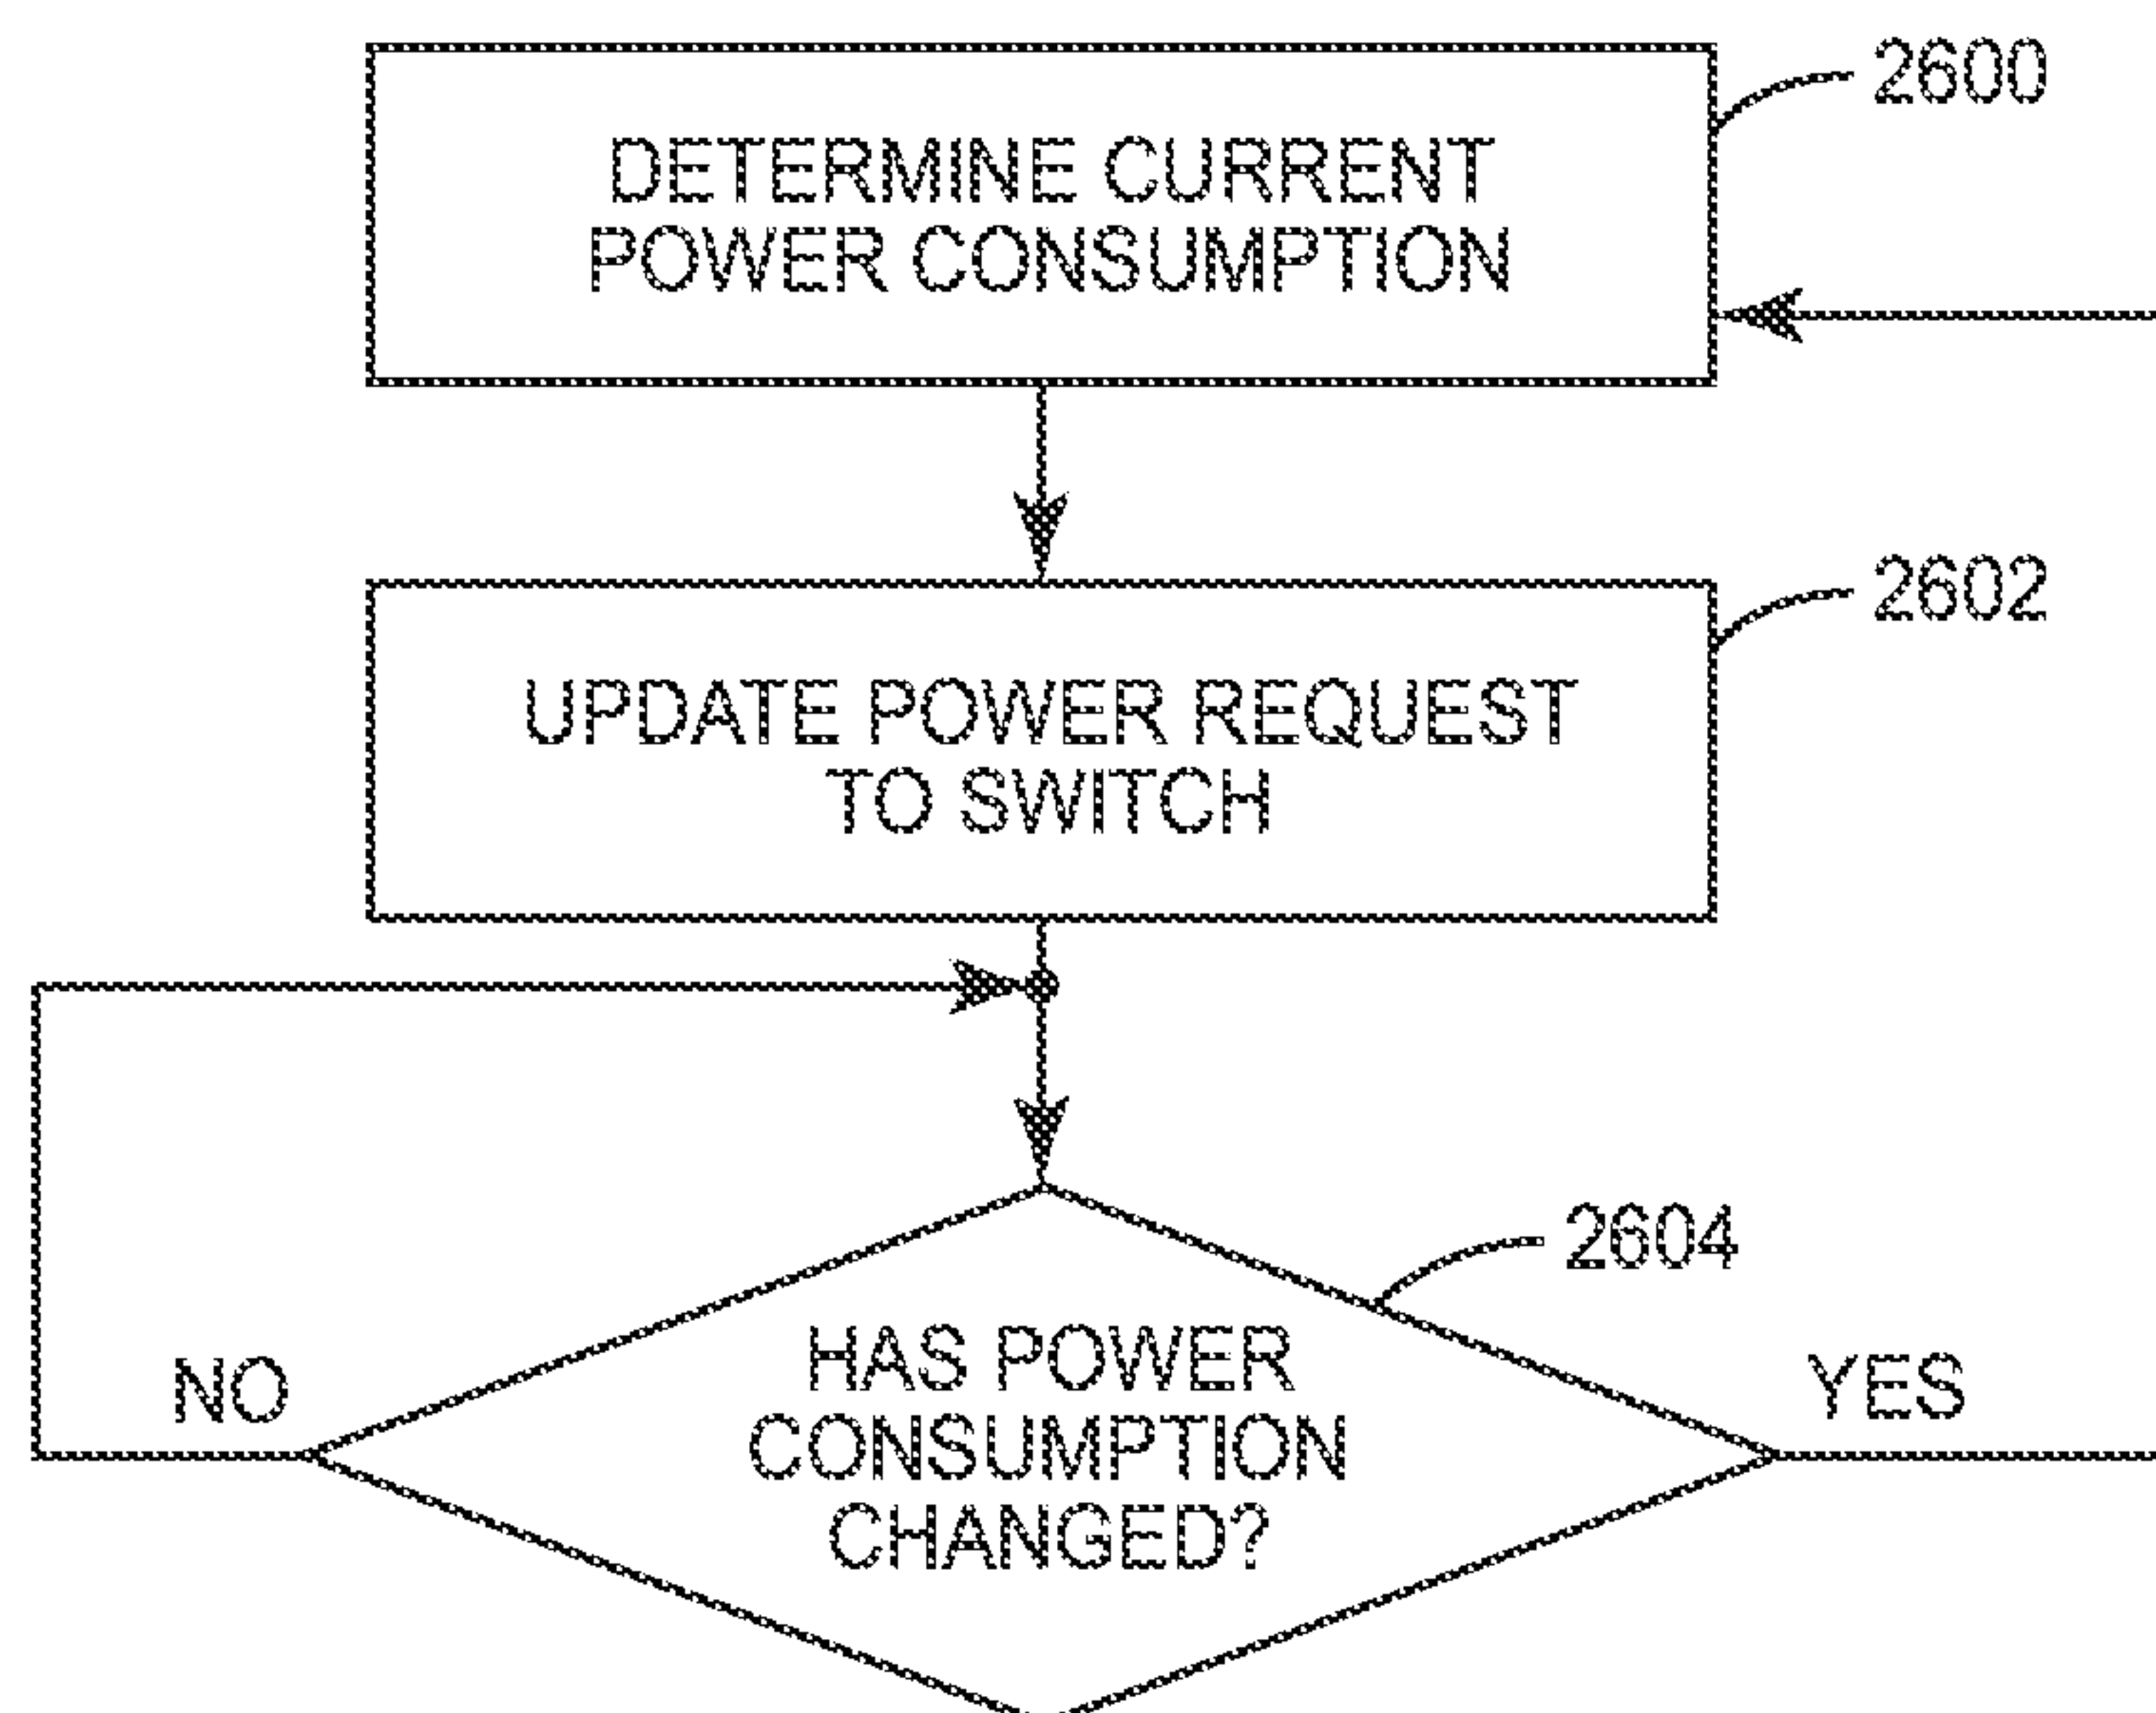 2600
DETERMINE CURRENT
POWER CONSUMPTION
2602
UPDATE POWER REQUEST
TO SWITCH
2604
HAS POWER
CONSUMPTION
CHANGED?
NO
YES